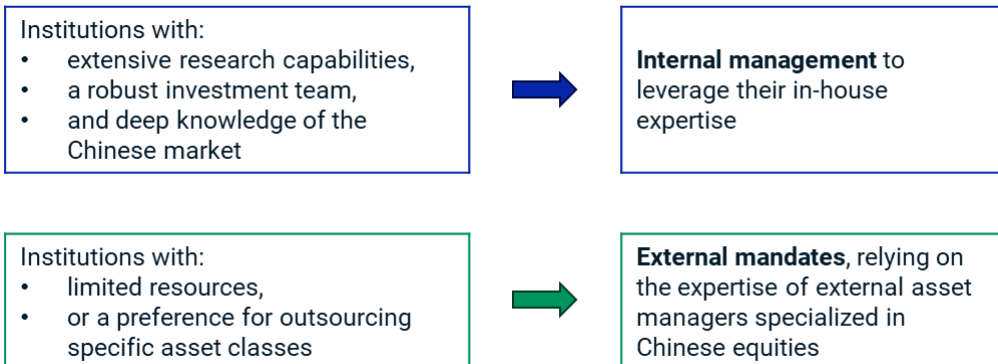 Institutions with:
• extensive research capabilities,
• a robust investment team,
• and deep knowledge of the
Chinese market
Internal management to
leverage their in-house
expertise
Institutions with:
• limited resources,
• or a preference for outsourcing
specific asset classes
External mandates, relying on
the expertise of external asset
managers specialized in
Chinese equities